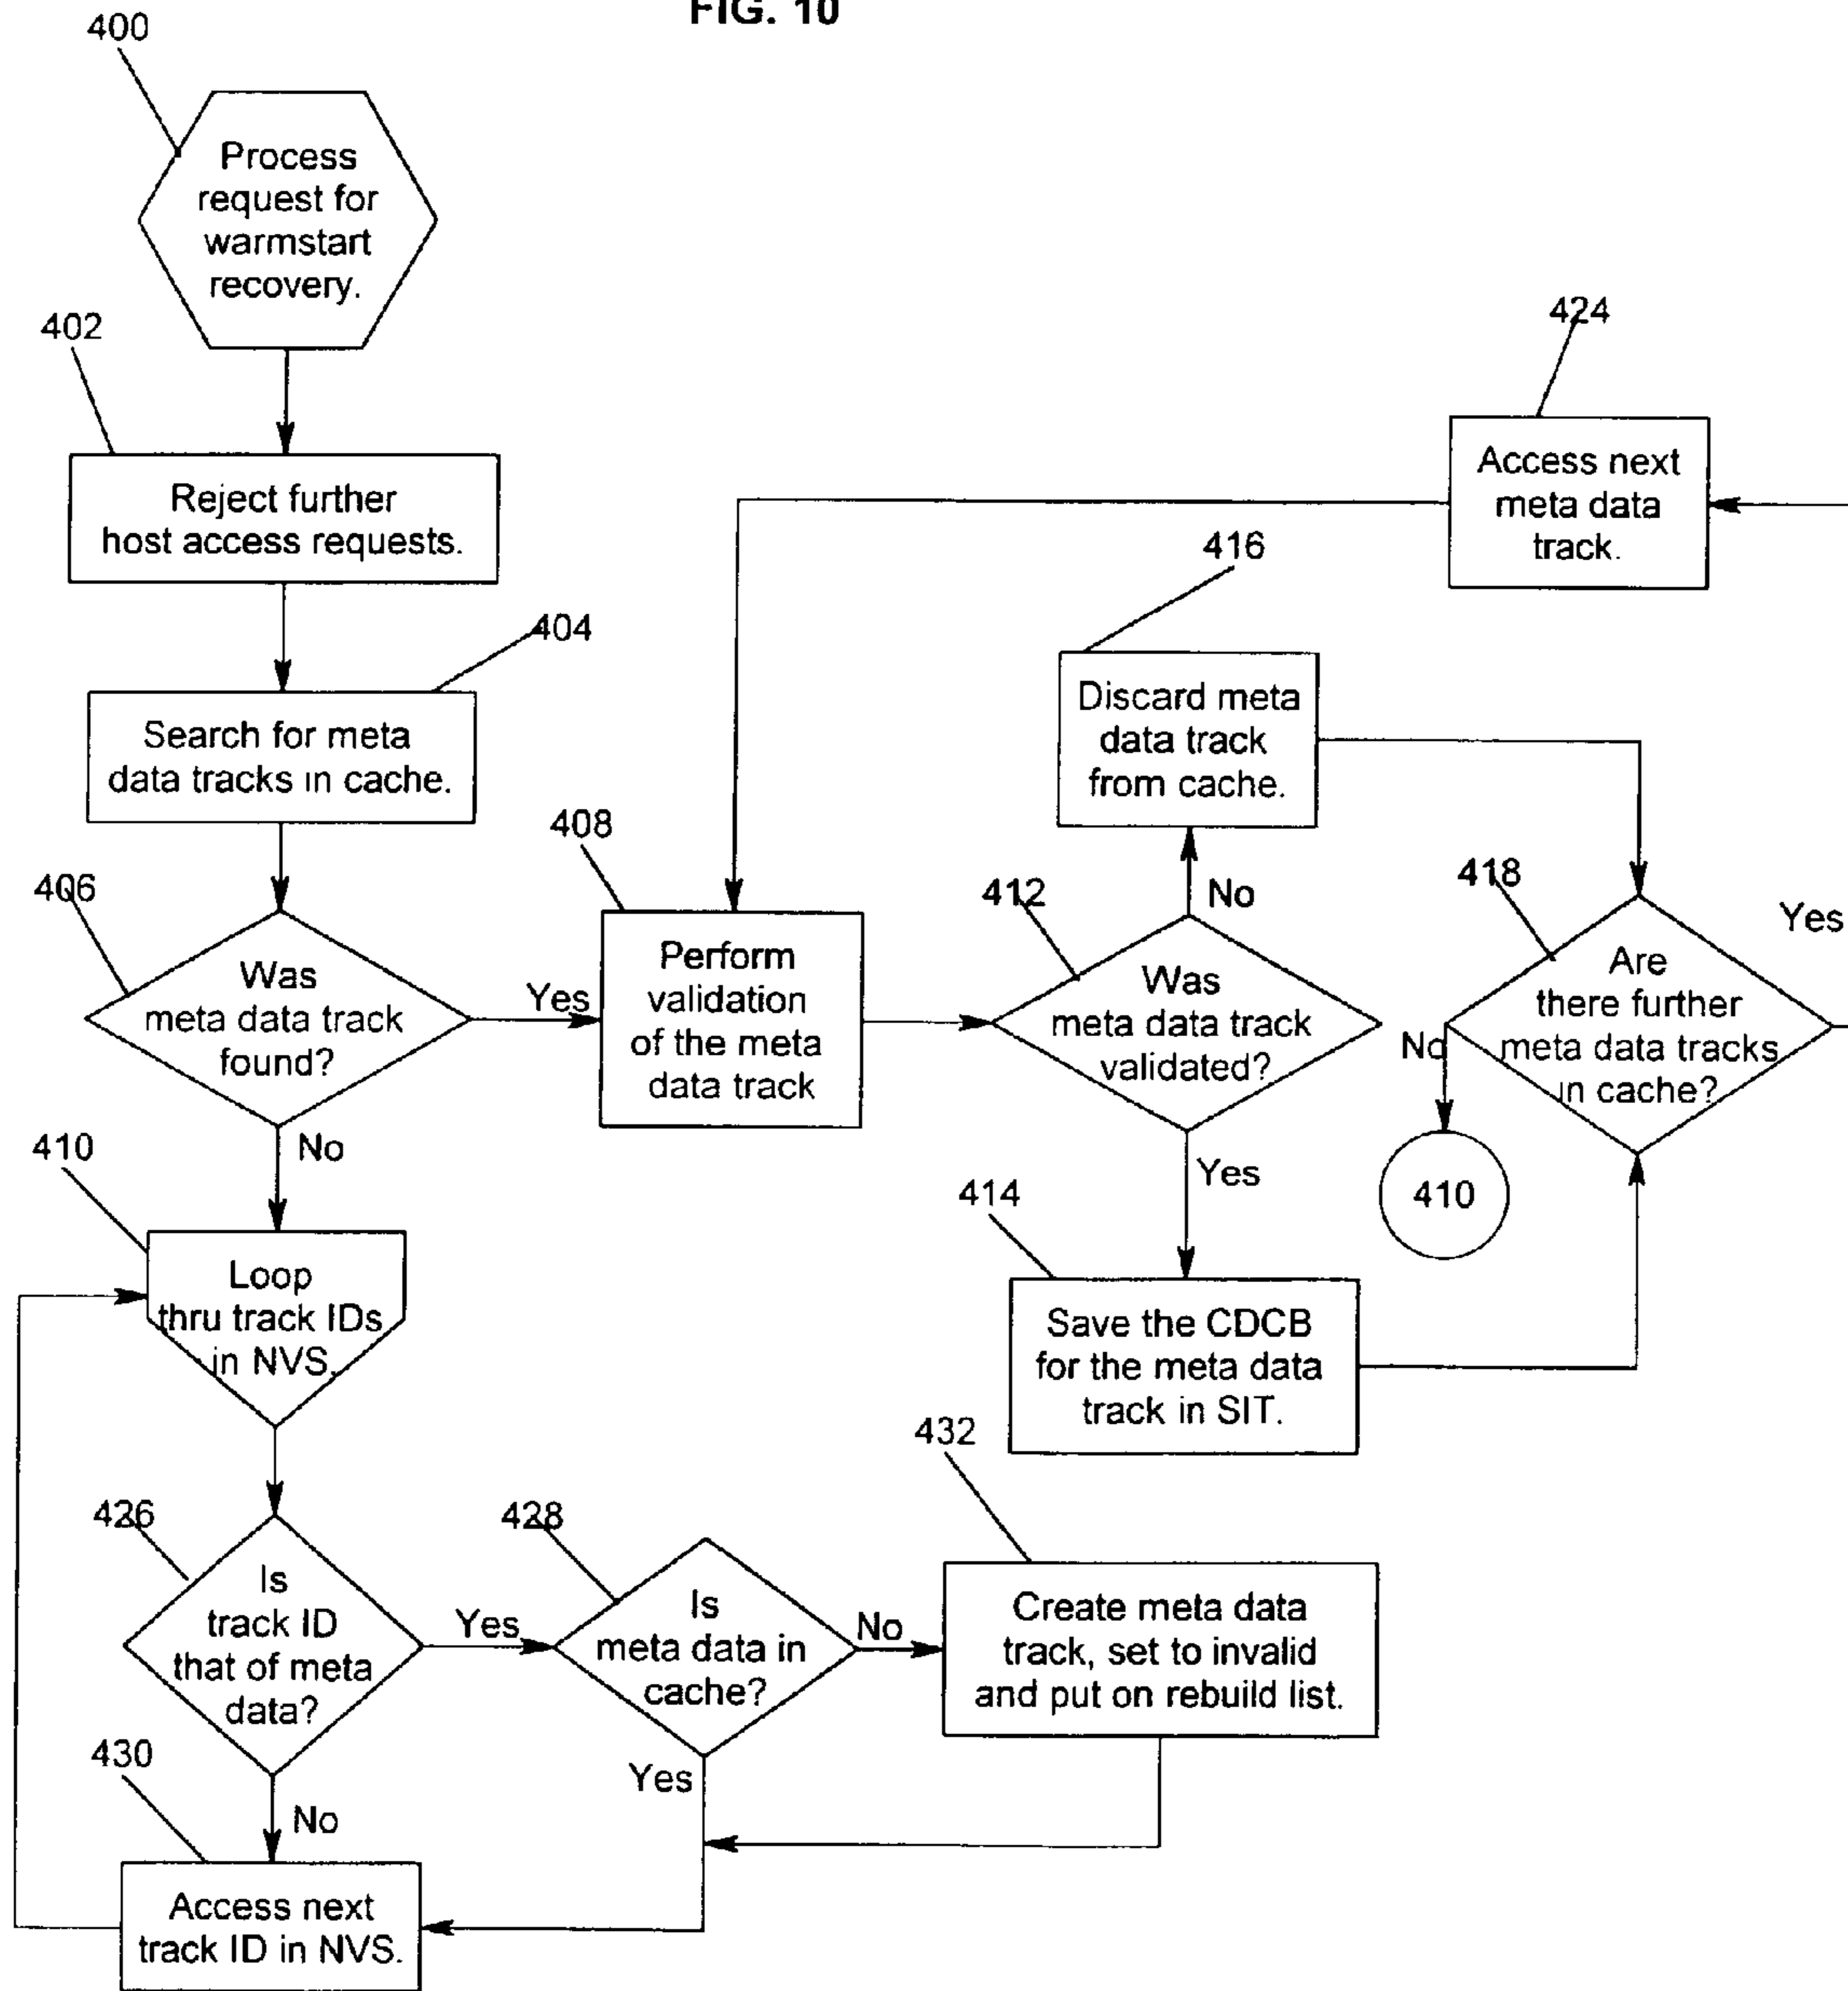 FIG. 10
400
Process
request for
warmstart
recovery.
402
Reject further
host access requests.
404
Search for meta
data tracks in cache.
406
Was
meta data track
found?
Yes
No
408
Perform
validation
of the meta
data track
424
Access next
meta data
track.
416
Discard meta
data track
from cache.
412
Was
meta data track
validated?
No
Yes
418
Are
there further
meta data tracks
in cache?
Yes
No
410
414
Save the CDCB
for the meta data
track in SIT.
410
Loop
thru track IDs
in NVS.
426
Is
track ID
that of meta
data?
Yes
No
428
Is
meta data in
cache?
No
Yes
432
Create meta data
track, set to invalid
and put on rebuild list.
430
Access next
track ID in NVS.